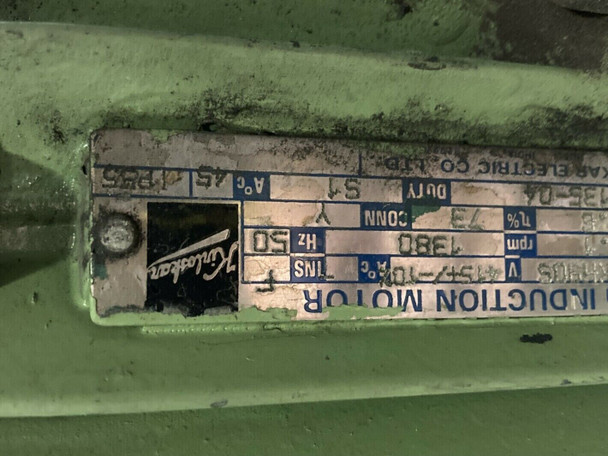 INDUCTION MOTOR
V 415+/-10% A°C INS F
rpm 1380 Hz 50
η% 73 CONN Y
DUTY S1 A°C 45 IP55
KAR ELECTRIC CO. LTD.
Kirloskar